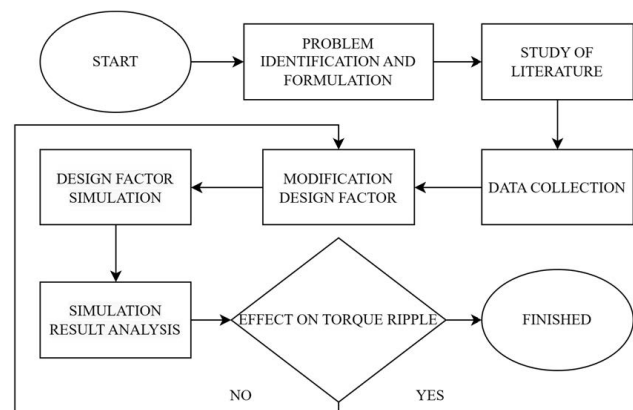 START
PROBLEM
IDENTIFICATION AND
FORMULATION
STUDY OF
LITERATURE
DESIGN FACTOR
SIMULATION
MODIFICATION
DESIGN FACTOR
DATA COLLECTION
SIMULATION
RESULT ANALYSIS
EFFECT ON TORQUE RIPPLE
FINISHED
NO
YES